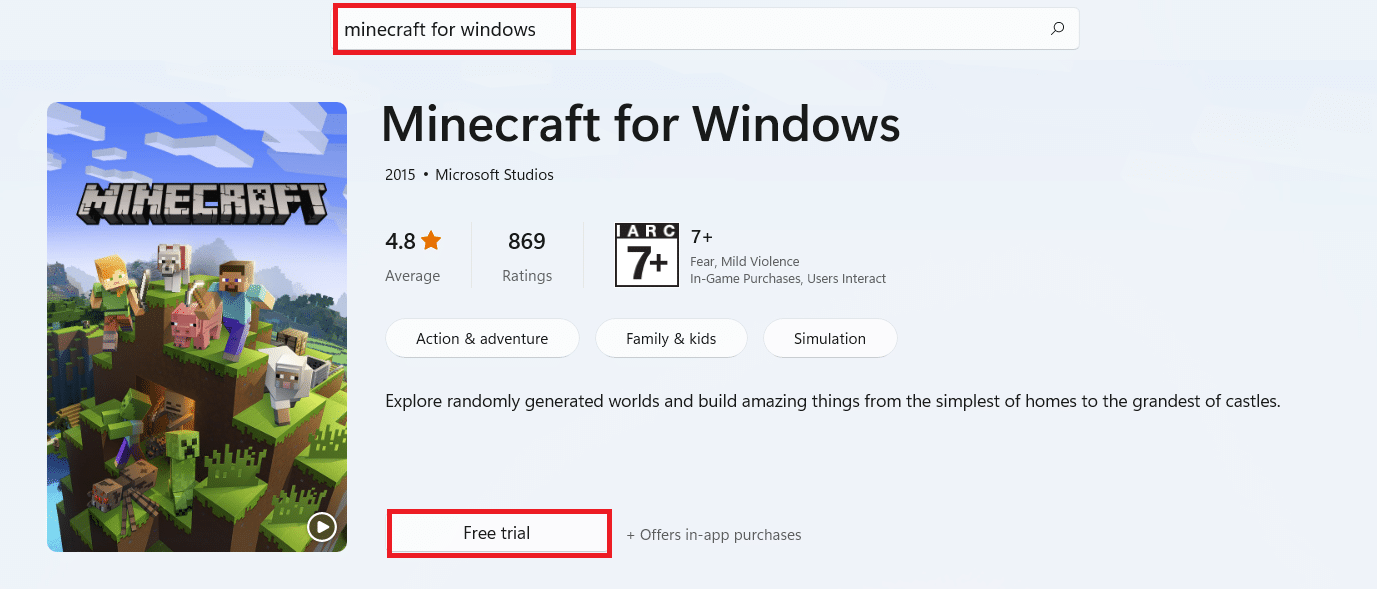 minecraft for windows
MINECRAFT
Minecraft for Windows
2015 • Microsoft Studios
4.8
Average
869
Ratings
IARC
7+
7+
Fear, Mild Violence
In-Game Purchases, Users Interact
Action & adventure
Family & kids
Simulation
Explore randomly generated worlds and build amazing things from the simplest of homes to the grandest of castles.
Free trial
+ Offers in-app purchases